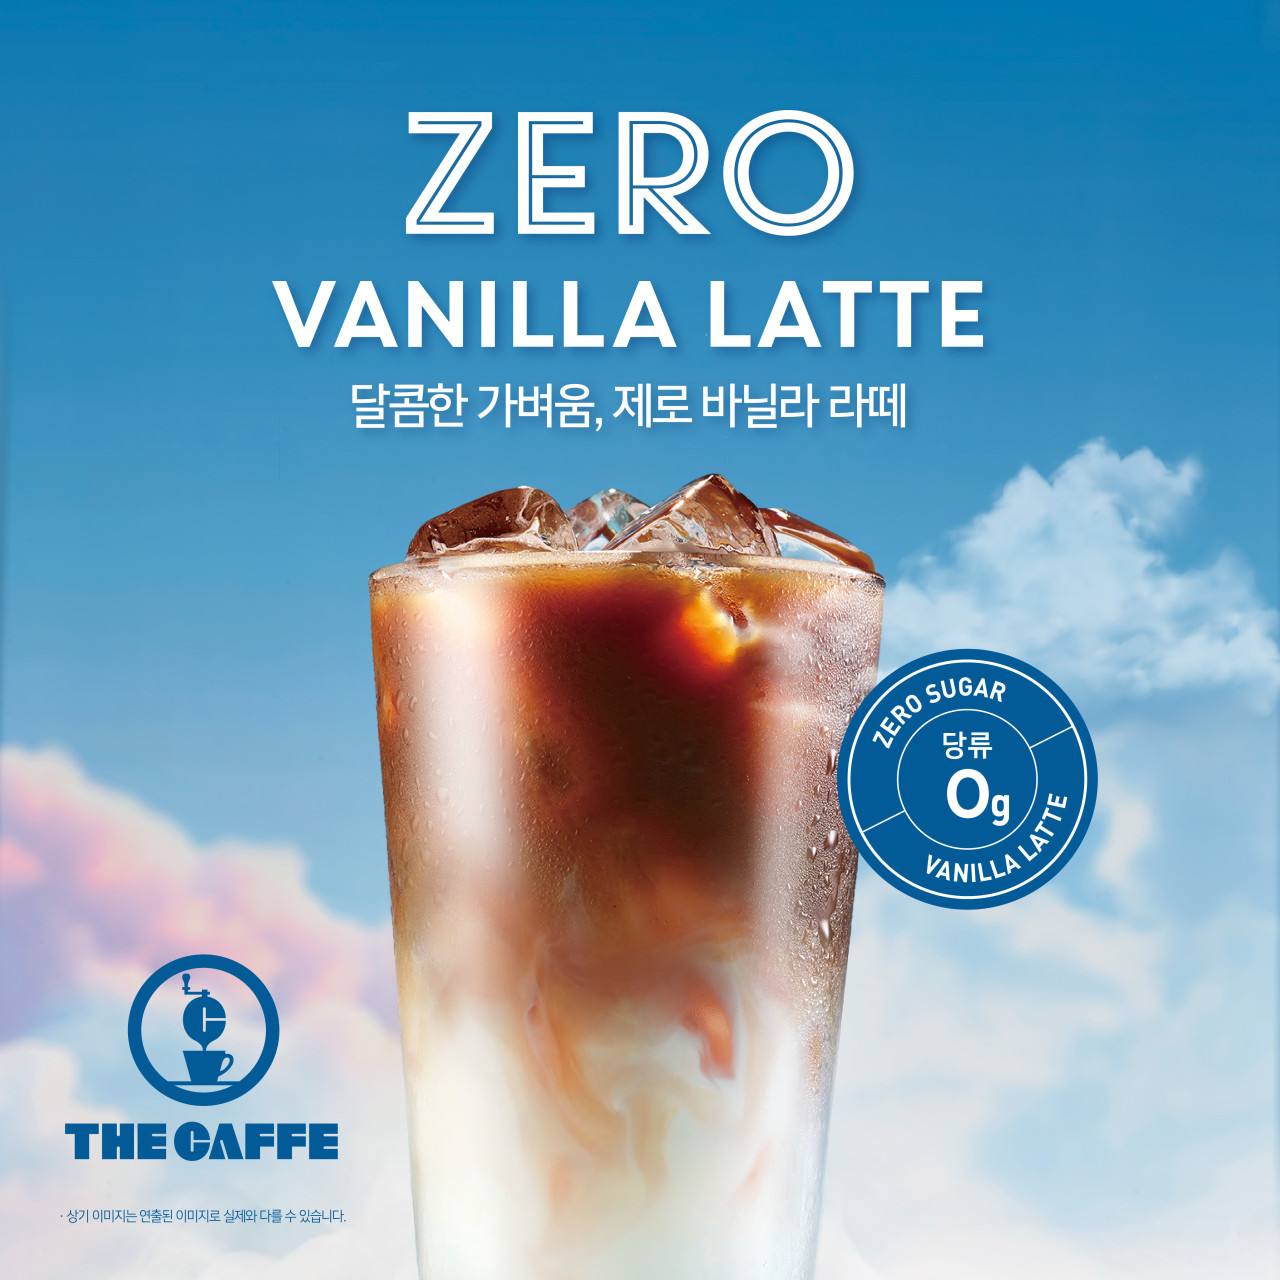 ZERO
VANILLA LATTE
달콤한 가벼움, 제로 바닐라 라떼
ZERO SUGAR
당류
0g
VANILLA LATTE
THE CAFFE
· 상기 이미지는 연출된 이미지로 실제와 다를 수 있습니다.